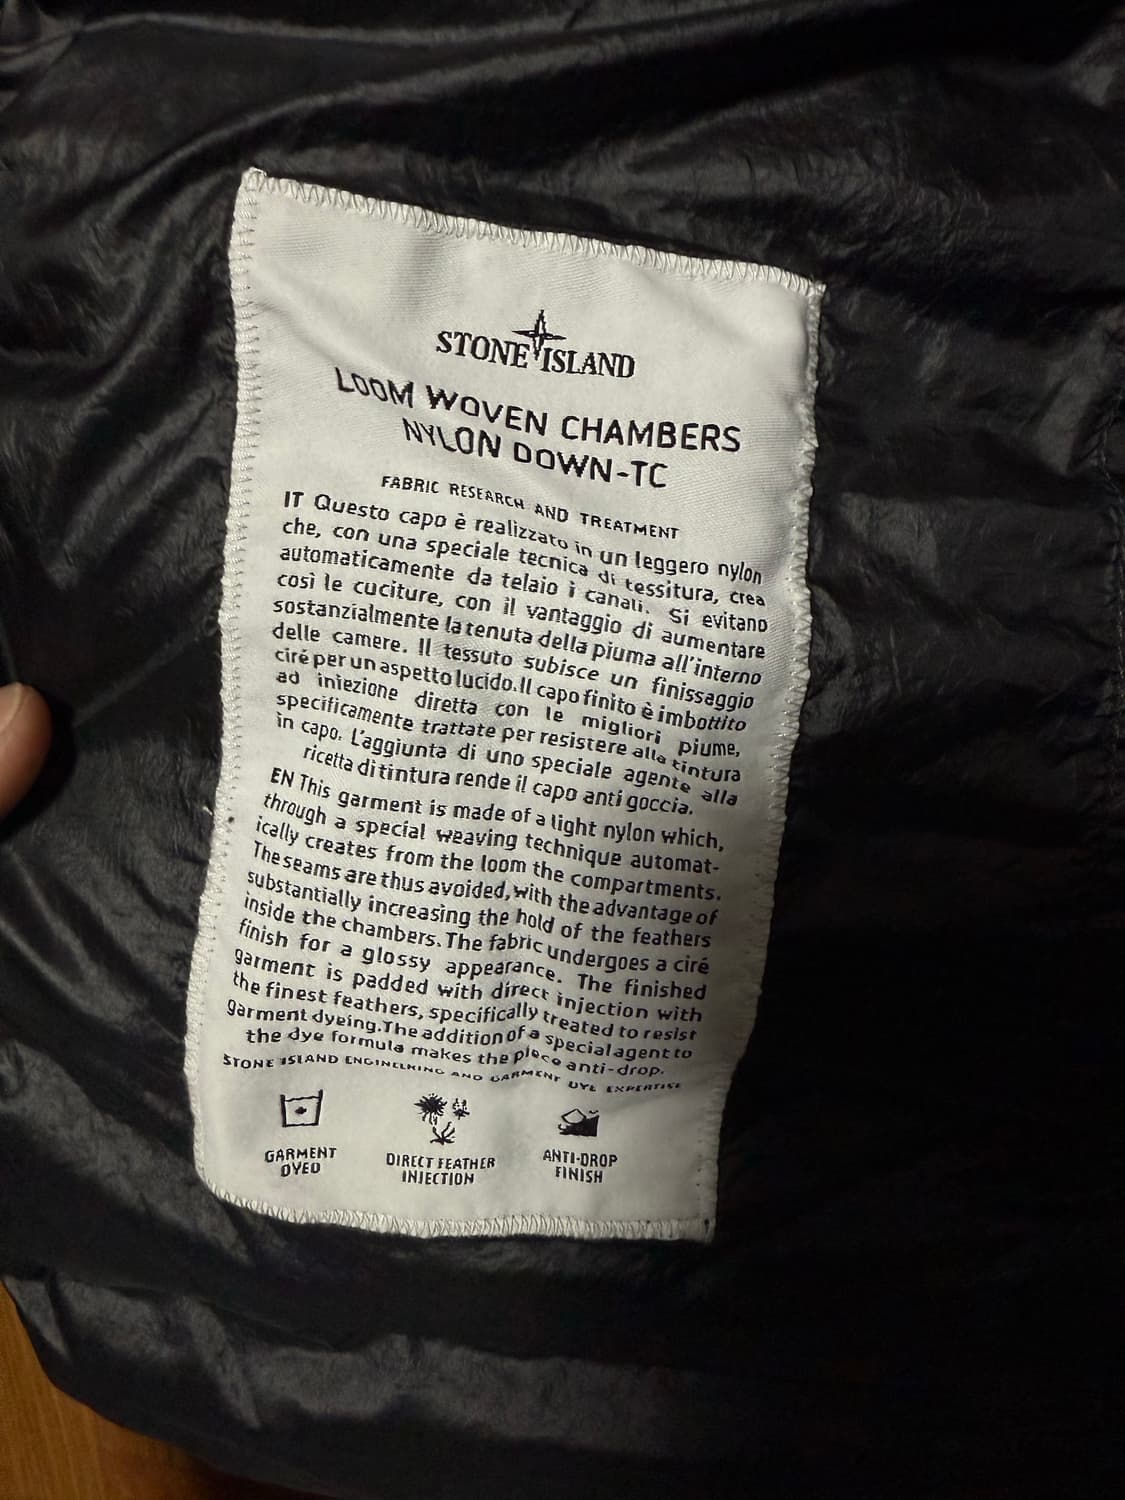 STONE ISLAND
LOOM WOVEN CHAMBERS
NYLON DOWN-TC
FABRIC RESEARCH AND TREATMENT
IT Questo capo è realizzato in un leggero nylon
che, con una speciale tecnica di tessitura, crea
automaticamente da telaio i canali. Si evitano
così le cuciture, con il vantaggio di aumentare
sostanzialmente la tenuta della piuma all'interno
delle camere. Il tessuto subisce un finissaggio
ciré per un aspetto lucido. Il capo finito è imbottito
ad iniezione diretta con le migliori piume,
specificamente trattate per resistere alla tintura
in capo. L'aggiunta di uno speciale agente alla
ricetta di tintura rende il capo anti goccia.
EN This garment is made of a light nylon which,
through a special weaving technique automat-
ically creates from the loom the compartments.
The seams are thus avoided, with the advantage of
substantially increasing the hold of the feathers
inside the chambers. The fabric undergoes a ciré
finish for a glossy appearance. The finished
garment is padded with direct injection with
the finest feathers, specifically treated to resist
garment dyeing. The addition of a special agent to
the dye formula makes the piece anti-drop.
STONE ISLAND ENGINEERING AND GARMENT DYE EXPERTISE
GARMENT
DYED
DIRECT FEATHER
INJECTION
ANTI-DROP
FINISH